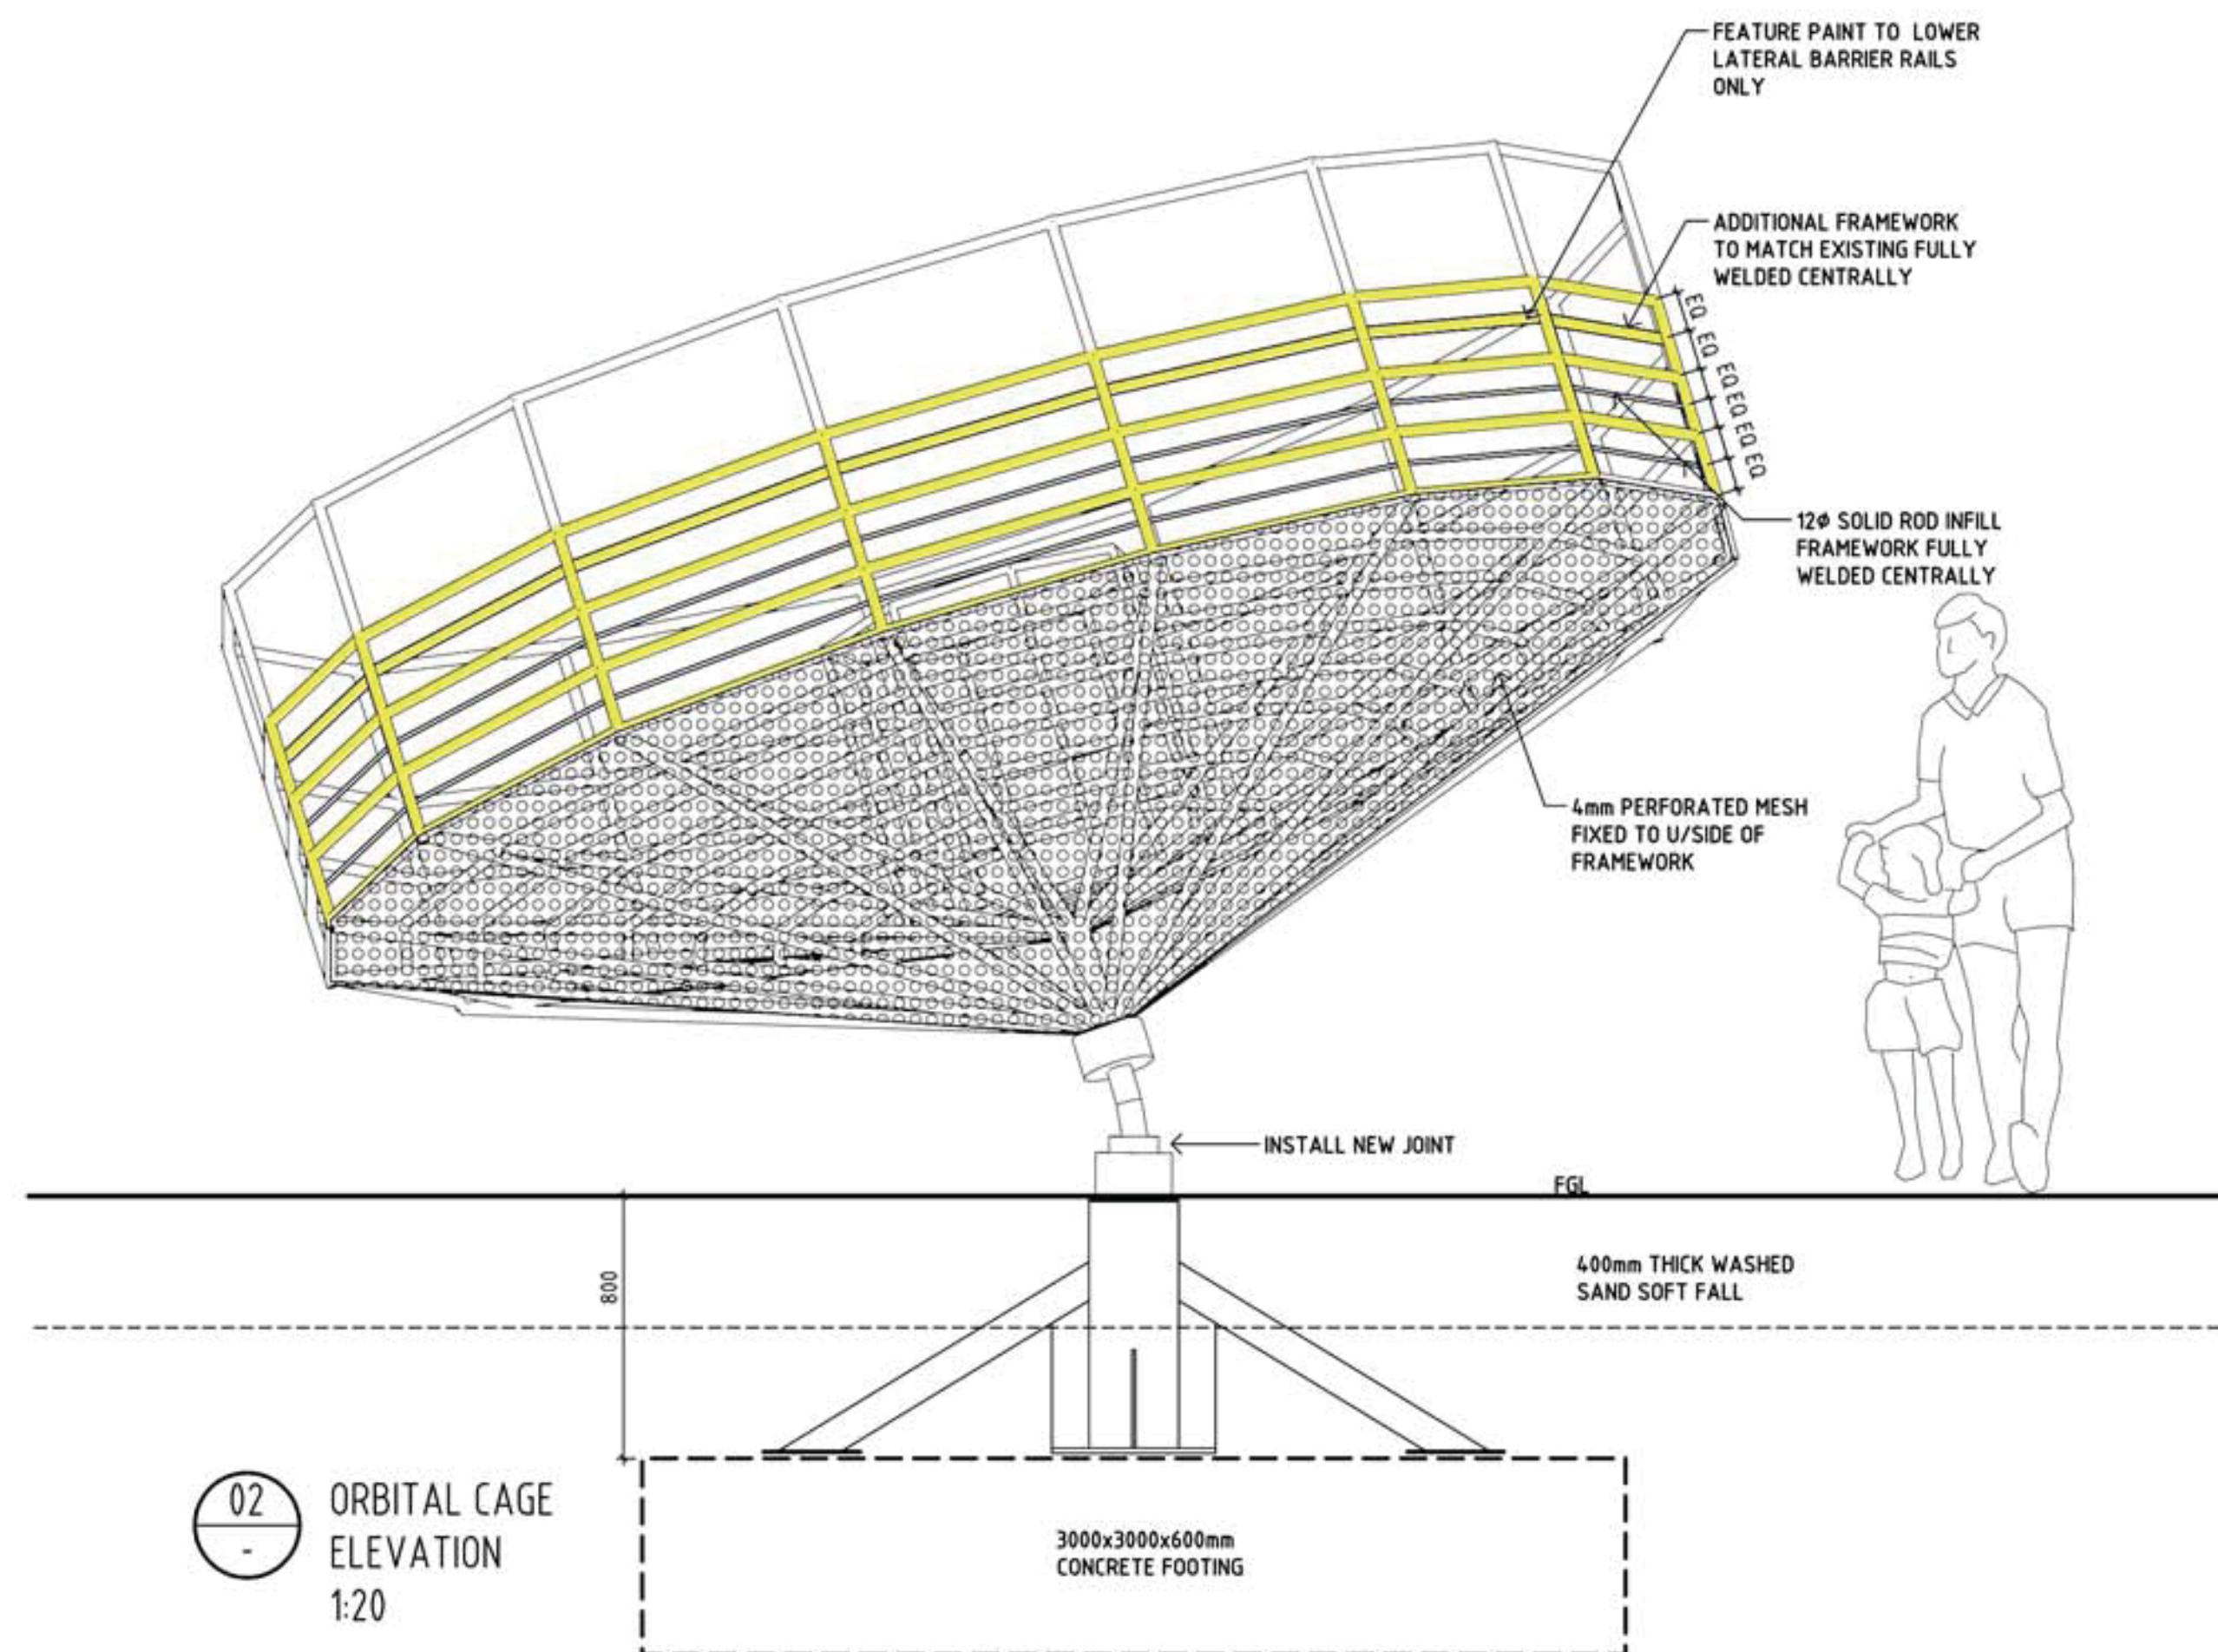 FEATURE PAINT TO LOWER
LATERAL BARRIER RAILS
ONLY
ADDITIONAL FRAMEWORK
TO MATCH EXISTING FULLY
WELDED CENTRALLY
EQ
EQ
EQ
EQ
EQ
EQ
12Ø SOLID ROD INFILL
FRAMEWORK FULLY
WELDED CENTRALLY
4mm PERFORATED MESH
FIXED TO U/SIDE OF
FRAMEWORK
INSTALL NEW JOINT
FGL
800
400mm THICK WASHED
SAND SOFT FALL
02
-
ORBITAL CAGE
ELEVATION
1:20
3000x3000x600mm
CONCRETE FOOTING